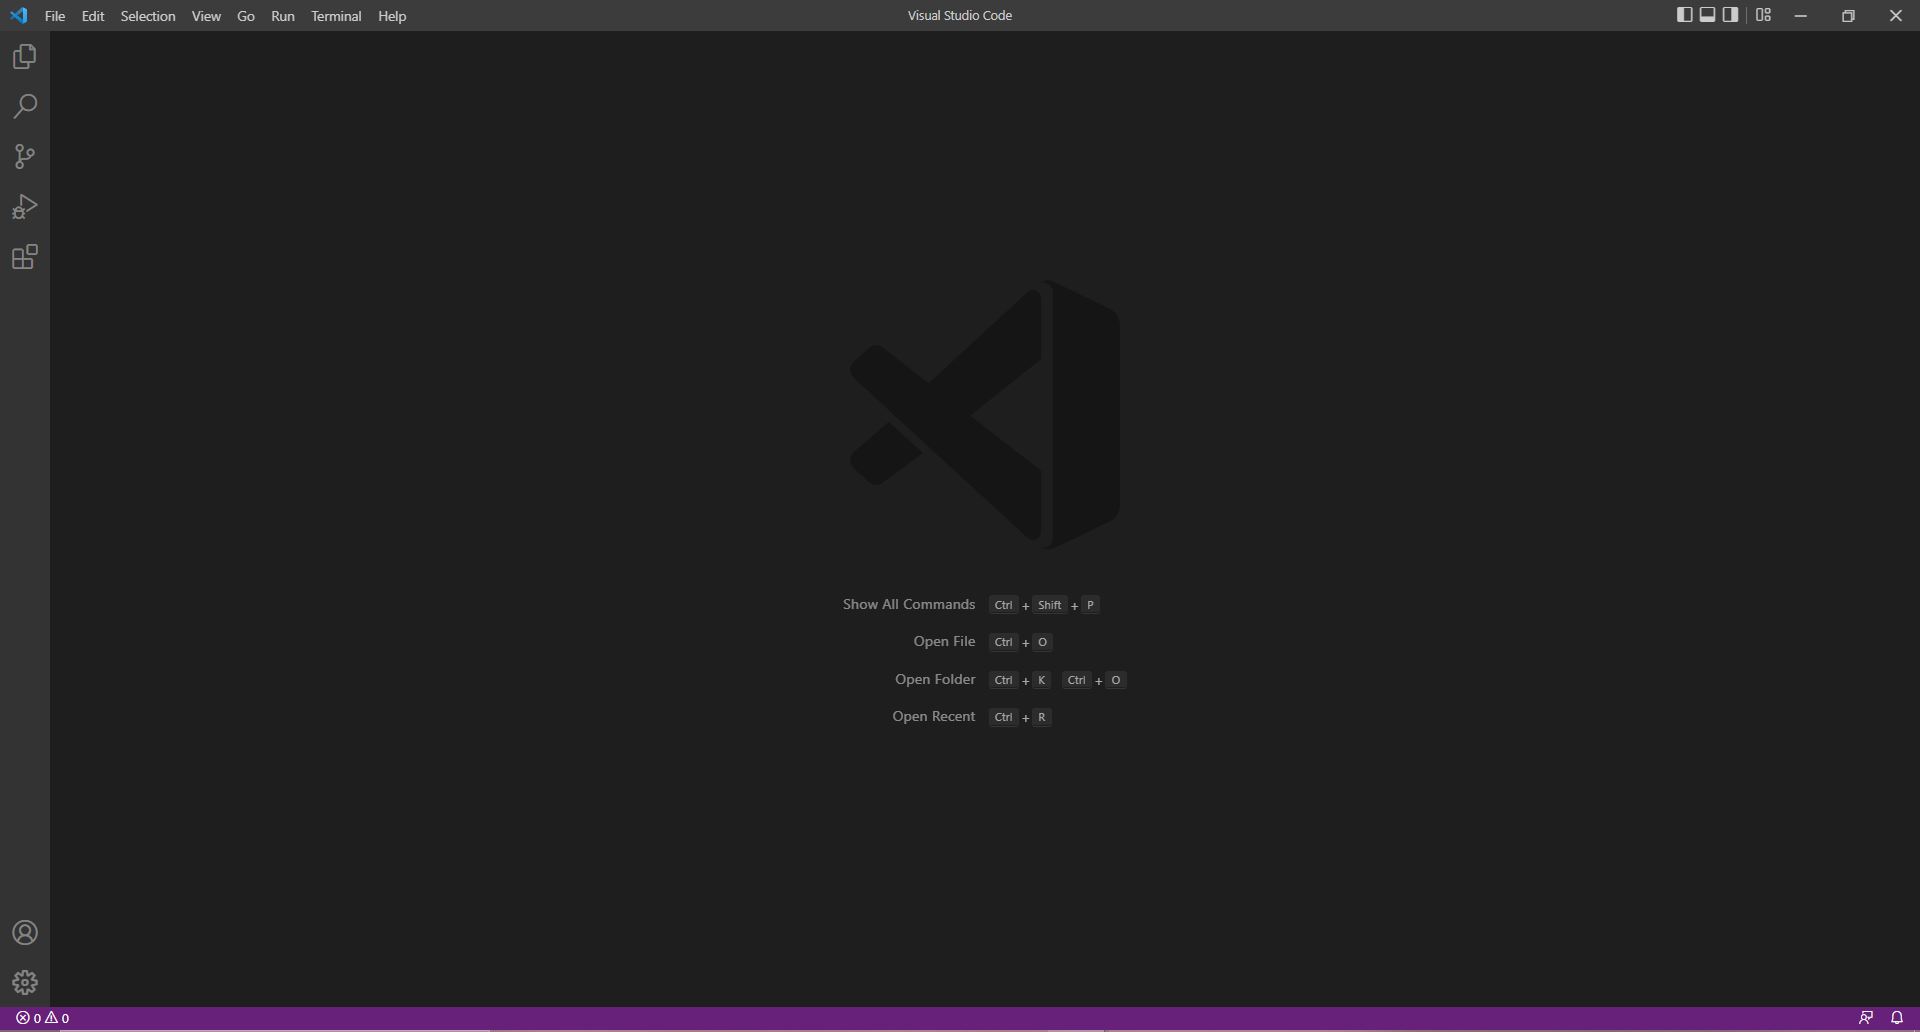 File Edit Selection View Go Run Terminal Help
Visual Studio Code
Show All Commands Ctrl + Shift + P
Open File Ctrl + O
Open Folder Ctrl + K Ctrl + O
Open Recent Ctrl + R
0 0